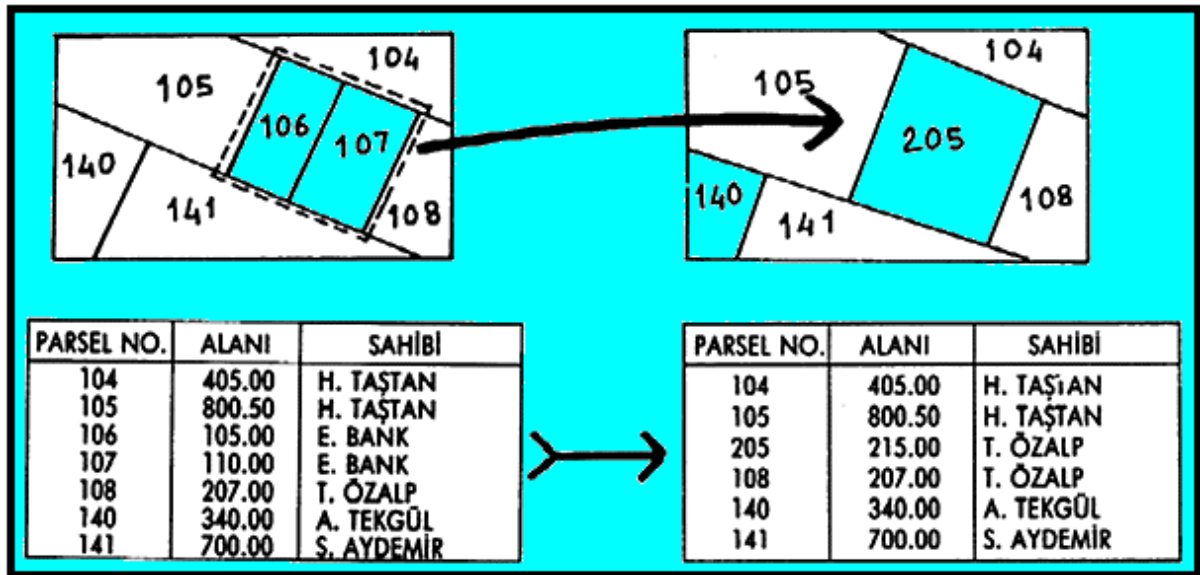 104
105
106
107
140
141
108
104
105
205
140
141
108
PARSEL NO. ALANI SAHİBİ
104 405.00 H. TAŞTAN
105 800.50 H. TAŞTAN
106 105.00 E. BANK
107 110.00 E. BANK
108 207.00 T. ÖZALP
140 340.00 A. TEKGÜL
141 700.00 S. AYDEMİR
PARSEL NO. ALANI SAHİBİ
104 405.00 H. TAŞTAN
105 800.50 H. TAŞTAN
205 215.00 T. ÖZALP
108 207.00 T. ÖZALP
140 340.00 A. TEKGÜL
141 700.00 S. AYDEMİR